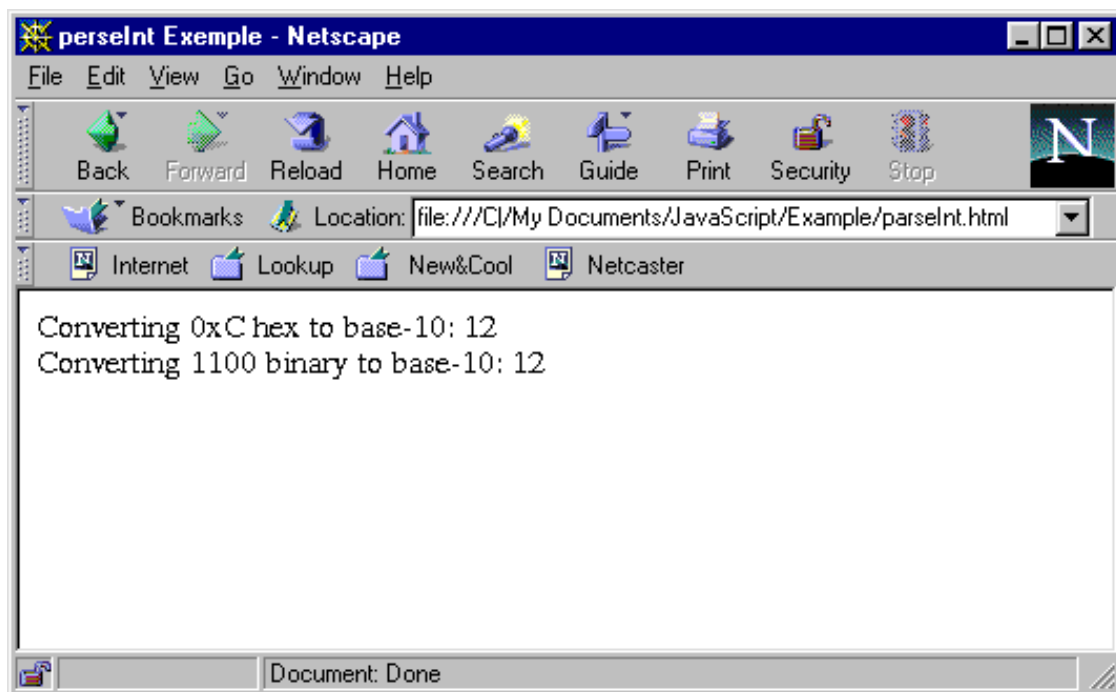 perseInt Exemple - Netscape
File Edit View Go Window Help
Back Forward Reload Home Search Guide Print Security Stop
N
Bookmarks Location: file:///C|/My Documents/JavaScript/Example/parseInt.html
Internet Lookup New&Cool Netcaster
Converting 0xC hex to base-10: 12
Converting 1100 binary to base-10: 12
Document: Done